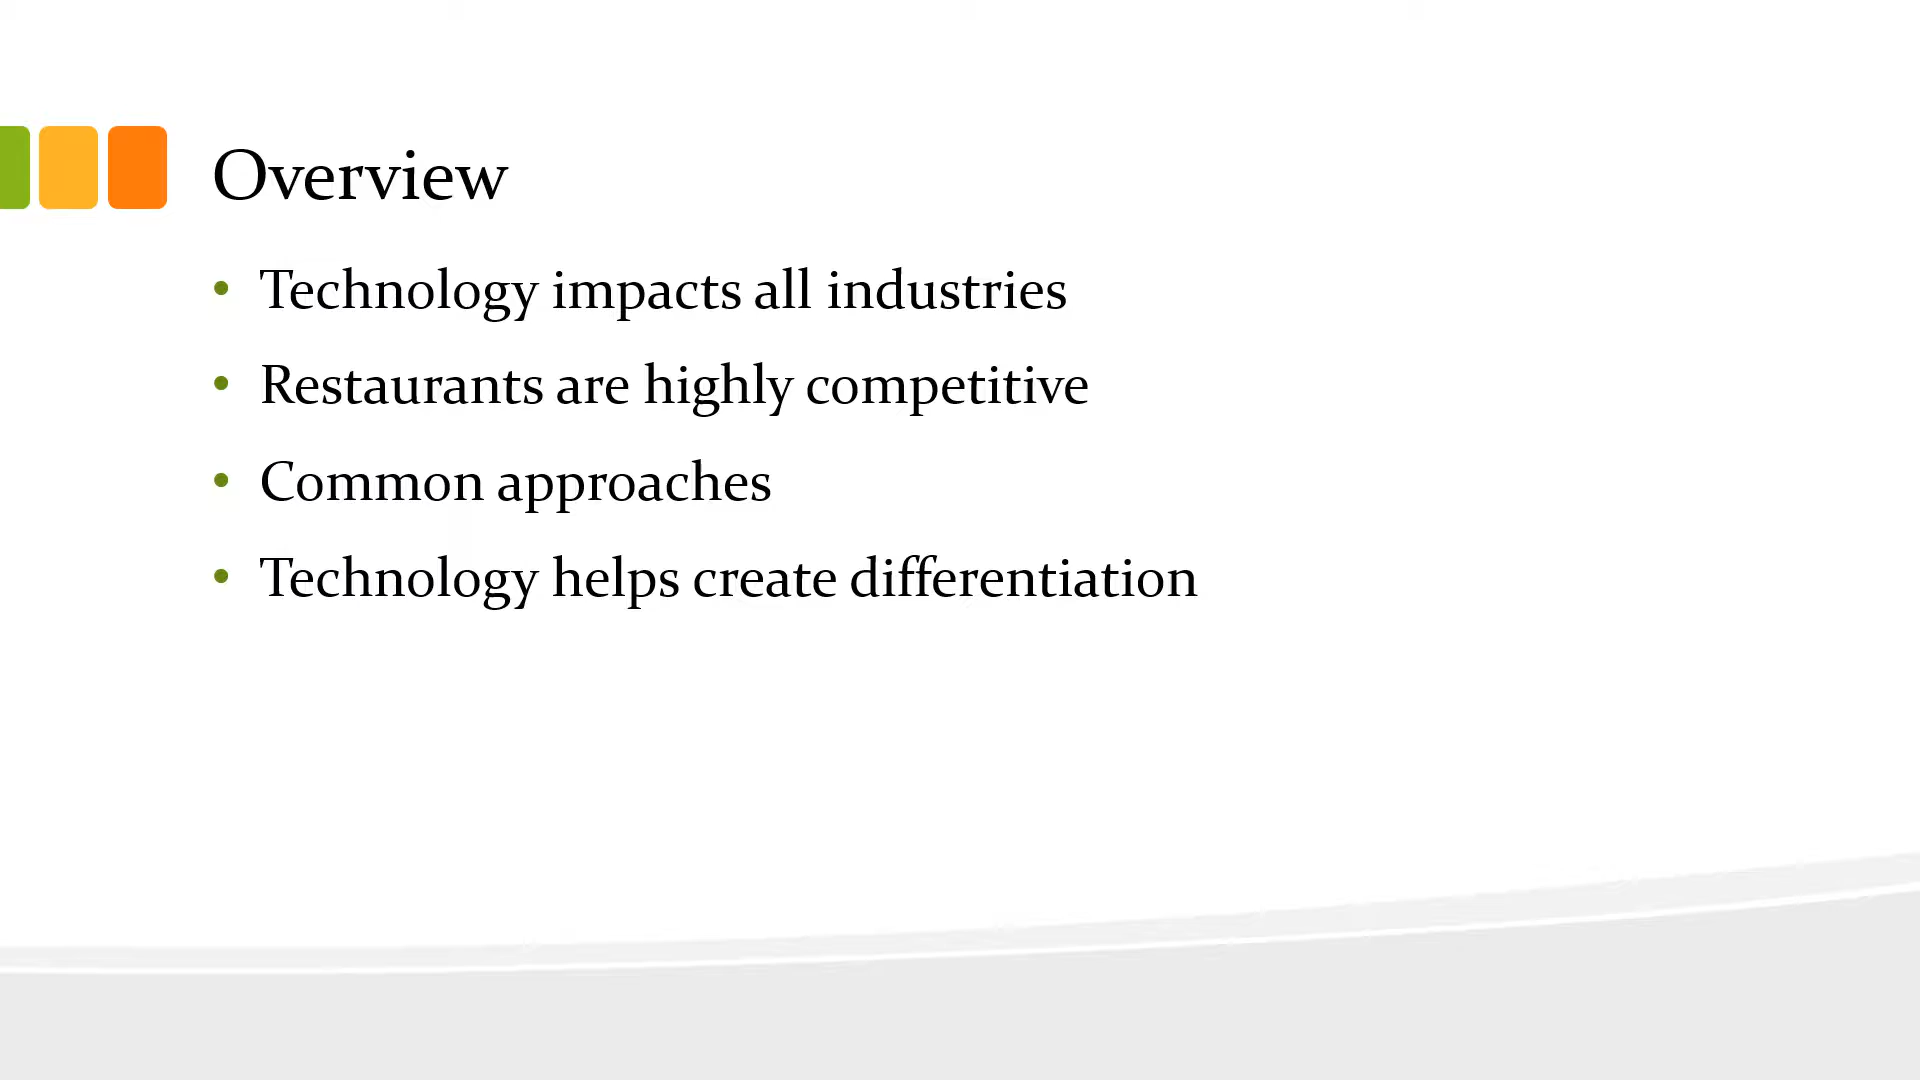 Overview
• Technology impacts all industries
• Restaurants are highly competitive
• Common approaches
• Technology helps create differentiation